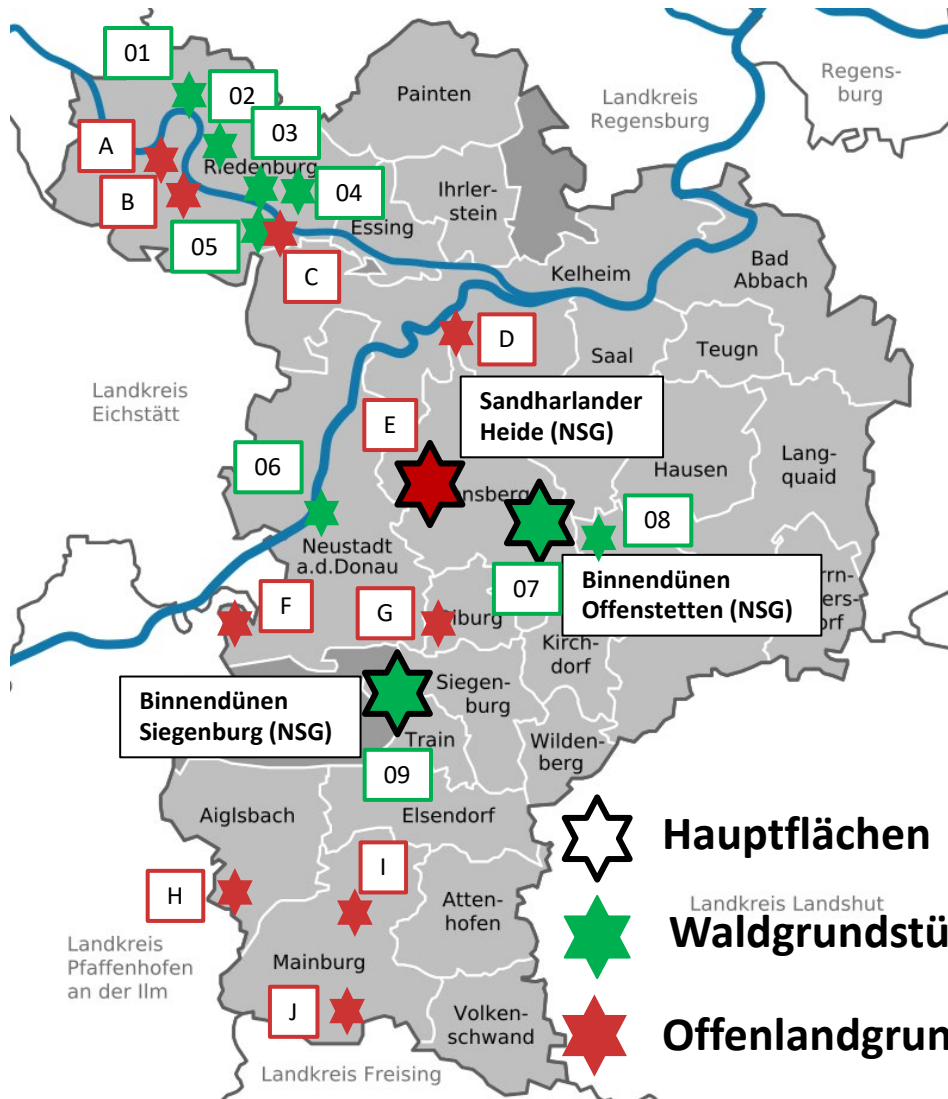 01
02
03
A
B
04
05
C
Riedenburg
Painten
Landkreis
Regensburg
Regens-
burg
Ihrler-
stein
Essing
Kelheim
Bad
Abbach
D
Saal
Teugn
Landkreis
Eichstätt
E
Sandharlander
Heide (NSG)
Hausen
Lang-
quaid
06
08
Neustadt
a.d.Donau
07
Binnendünen
Offenstetten (NSG)
F
G
Kirch-
dorf
Binnendünen
Siegenburg (NSG)
Siegen-
burg
Train
Wilden-
berg
09
Aiglsbach
Elsendorf
Hauptflächen
H
I
Atten-
hofen
Landkreis Landshut
Waldgrundstü
Landkreis
Pfaffenhofen
an der Ilm
Mainburg
J
Volken-
schwand
Offenlandgrun
Landkreis Freising